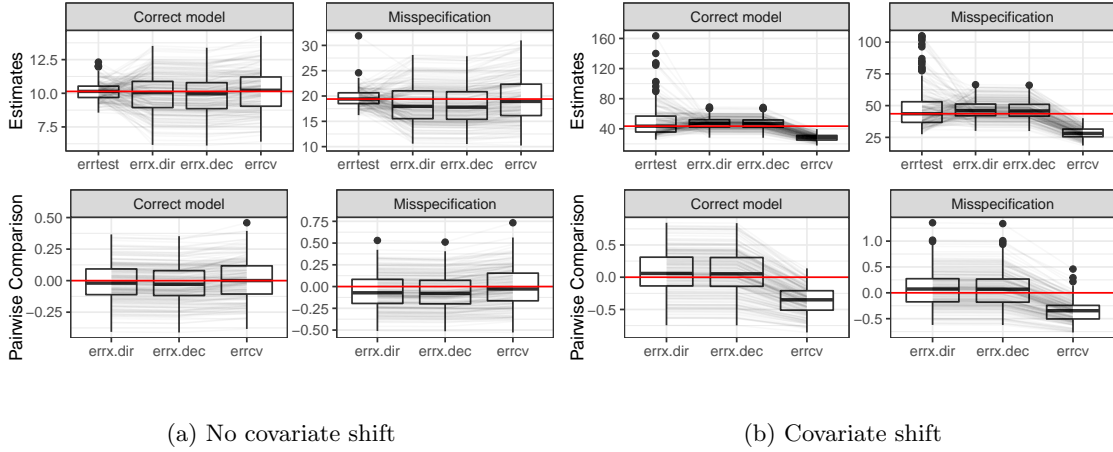 Correct model
Misspecification
Correct model
Misspecification
Estimates
12.5
10.0
7.5
errtest errx.dir errx.dec errcv
30
25
20
15
10
errtest errx.dir errx.dec errcv
Estimates
160
120
80
40
errtest errx.dir errx.dec errcv
100
75
50
25
errtest errx.dir errx.dec errcv
Correct model
Misspecification
Correct model
Misspecification
Pairwise Comparison
0.50
0.25
0.00
−0.25
errx.dir errx.dec errcv
0.75
0.50
0.25
0.00
−0.25
−0.50
errx.dir errx.dec errcv
Pairwise Comparison
0.5
0.0
−0.5
errx.dir errx.dec errcv
1.0
0.5
0.0
−0.5
errx.dir errx.dec errcv
(a) No covariate shift
(b) Covariate shift